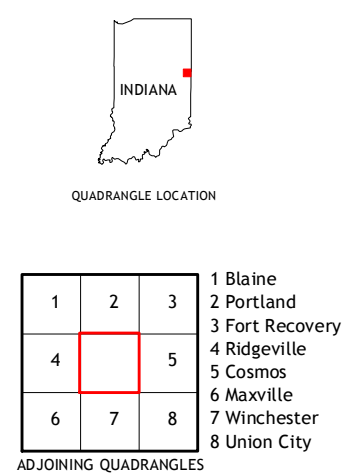 INDIANA
QUADRANGLE LOCATION
1 2 3
4 5
6 7 8
ADJOINING QUADRANGLES
1 Blaine
2 Portland
3 Fort Recovery
4 Ridgeville
5 Cosmos
6 Maxville
7 Winchester
8 Union City